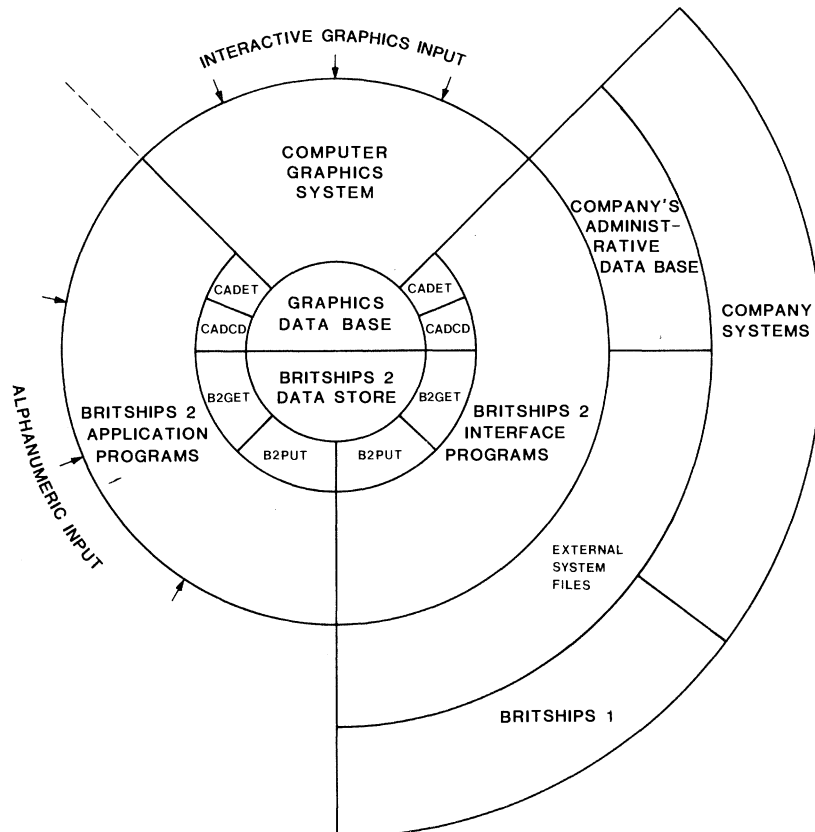 INTERACTIVE GRAPHICS INPUT
COMPUTER
GRAPHICS
SYSTEM
COMPANY'S
ADMINIST-
RATIVE
DATA BASE
COMPANY
SYSTEMS
CADET
CADCD
GRAPHICS
DATA BASE
CADET
CADCD
BRITSHIPS 2
DATA STORE
B2GET
B2PUT
B2GET
B2PUT
BRITSHIPS 2
APPLICATION
PROGRAMS
BRITSHIPS 2
INTERFACE
PROGRAMS
ALPHANUMERIC INPUT
EXTERNAL
SYSTEM
FILES
BRITSHIPS 1